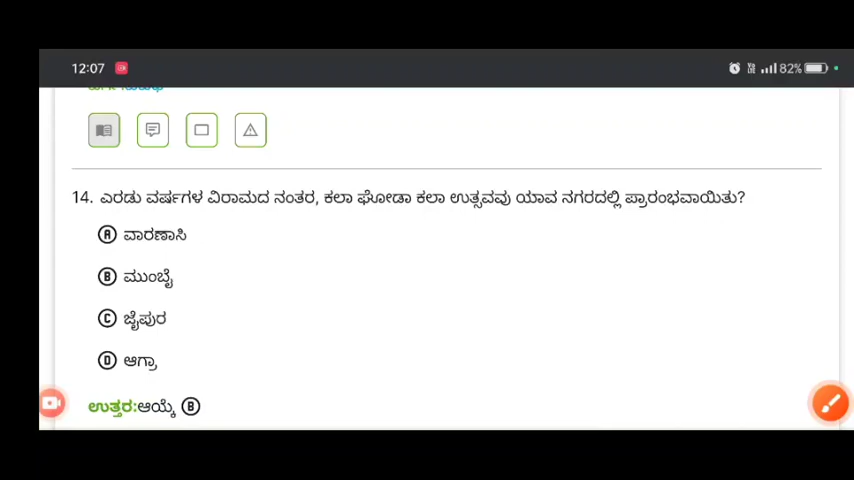 12:07 82%
14. ಎರಡು ವರ್ಷಗಳ ವಿರಾಮದ ನಂತರ, ಕಲಾ ಘೋಡಾ ಕಲಾ ಉತ್ಸವವು ಯಾವ ನಗರದಲ್ಲಿ ಪ್ರಾರಂಭವಾಯಿತು?
A ವಾರಣಾಸಿ
B ಮುಂಬೈ
C ಜೈಪುರ
D ಆಗ್ರಾ
ಉತ್ತರ:ಆಯ್ಕೆ B